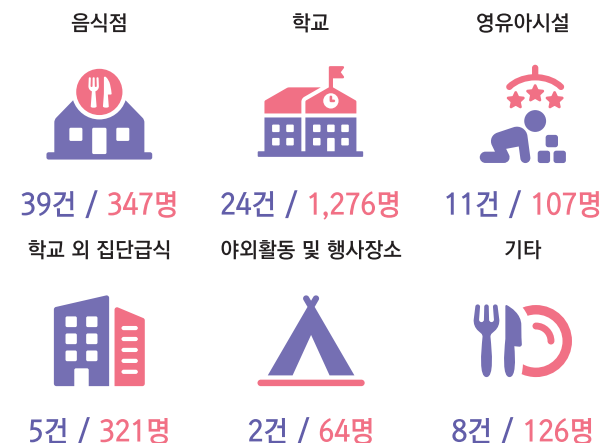 음식점
학교
영유아시설
39건 / 347명
24건 / 1,276명
11건 / 107명
학교 외 집단급식
야외활동 및 행사장소
기타
5건 / 321명
2건 / 64명
8건 / 126명